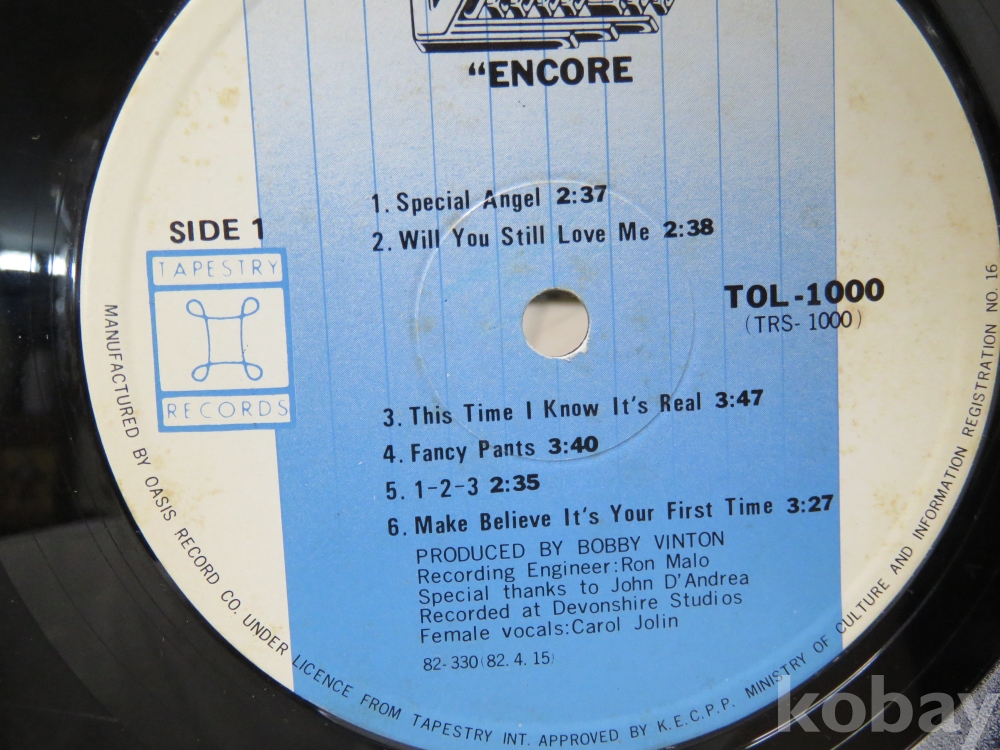 “ENCORE
1. Special Angel 2:37
2. Will You Still Love Me 2:38
SIDE 1
TAPESTRY
RECORDS
TOL-1000
(TRS-1000)
3. This Time I Know It's Real 3:47
4. Fancy Pants 3:40
5. 1-2-3 2:35
6. Make Believe It's Your First Time 3:27
PRODUCED BY BOBBY VINTON
Recording Engineer:Ron Malo
Special thanks to John D'Andrea
Recorded at Devonshire Studios
Female vocals:Carol Jolin
82-330(82.4.15)
MANUFACTURED BY OASIS RECORD CO. UNDER LICENCE FROM TAPESTRY INT. APPROVED BY K.E.C.P.P. MINISTRY OF CULTURE AND INFORMATION REGISTRATION NO. 16
kobay